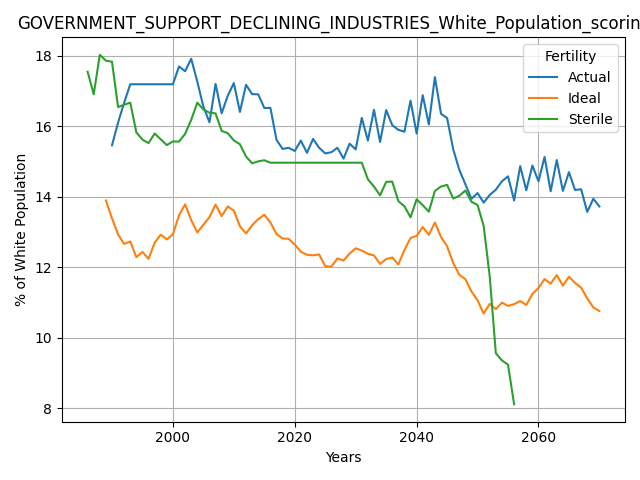 GOVERNMENT_SUPPORT_DECLINING_INDUSTRIES_White_Population_scorin
Fertility
Actual
Ideal
Sterile
% of White Population
18
16
14
12
10
8
2000 2020 2040 2060
Years